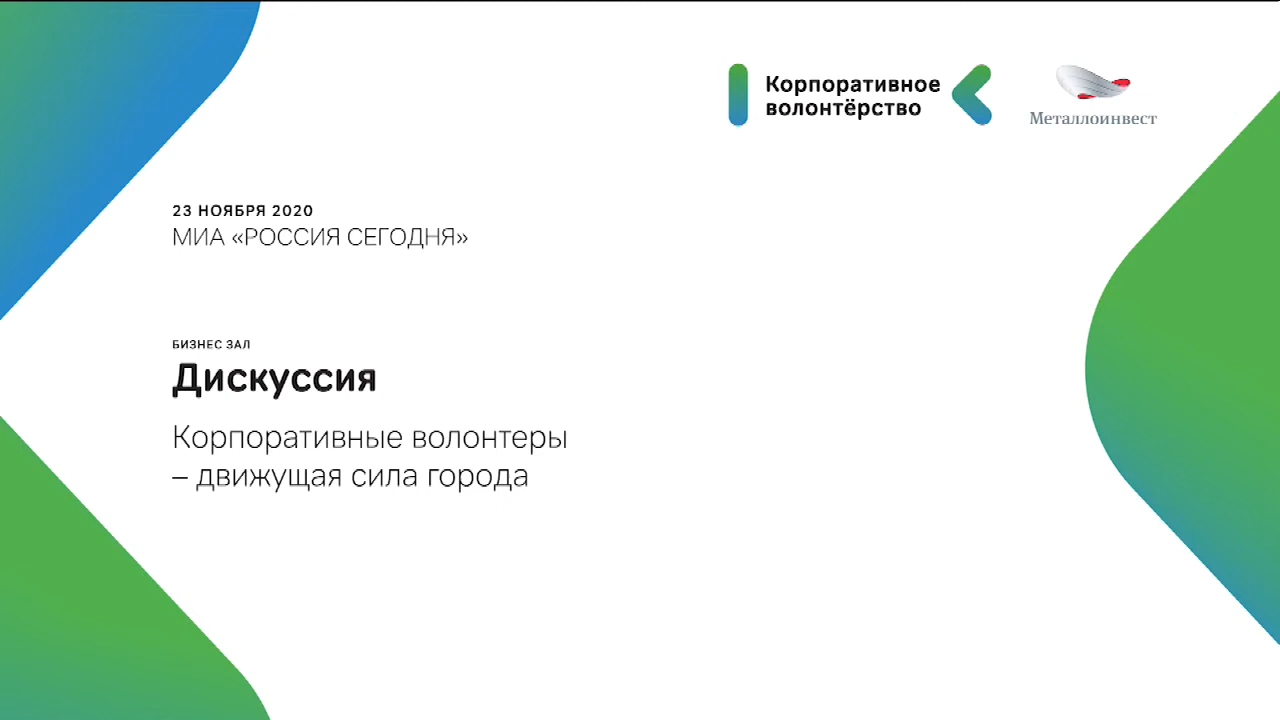 Корпоративное
волонтёрство
Металлоинвест
23 НОЯБРЯ 2020
МИА «РОССИЯ СЕГОДНЯ»
БИЗНЕС ЗАЛ
Дискуссия
Корпоративные волонтеры
– движущая сила города